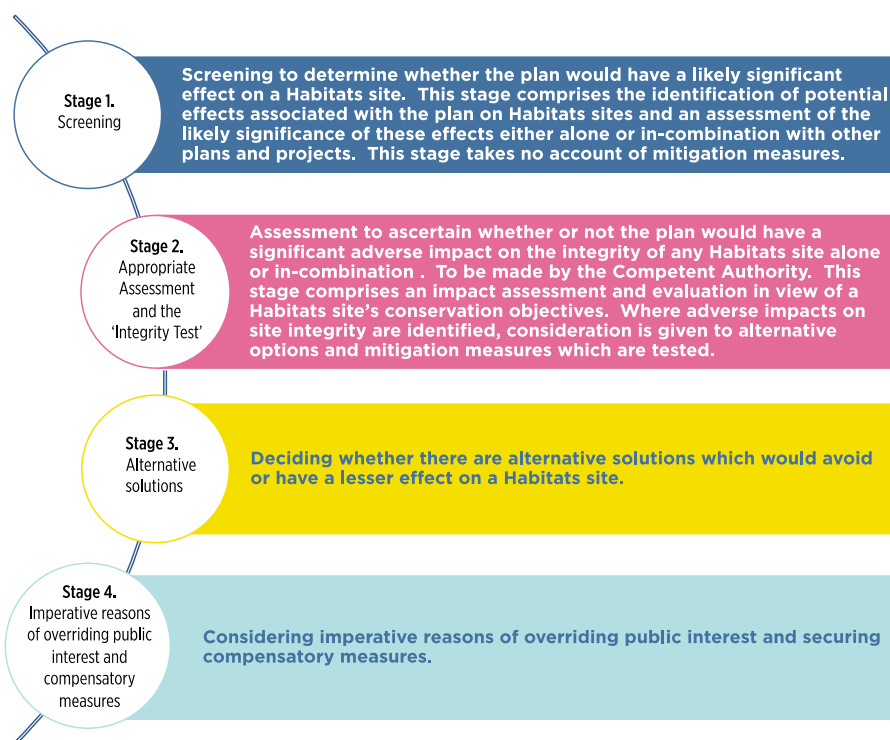 Stage 1.
Screening
Screening to determine whether the plan would have a likely significant
effect on a Habitats site.  This stage comprises the identification of potential
effects associated with the plan on Habitats sites and an assessment of the
likely significance of these effects either alone or in-combination with other
plans and projects.  This stage takes no account of mitigation measures.
Stage 2.
Appropriate
Assessment
and the
‘Integrity Test’
Assessment to ascertain whether or not the plan would have a
significant adverse impact on the integrity of any Habitats site alone
or in-combination .  To be made by the Competent Authority.  This
stage comprises an impact assessment and evaluation in view of a
Habitats site’s conservation objectives.  Where adverse impacts on
site integrity are identified, consideration is given to alternative
options and mitigation measures which are tested.
Stage 3.
Alternative
solutions
Deciding whether there are alternative solutions which would avoid
or have a lesser effect on a Habitats site.
Stage 4.
Imperative reasons
of overriding public
interest and
compensatory
measures
Considering imperative reasons of overriding public interest and securing
compensatory measures.